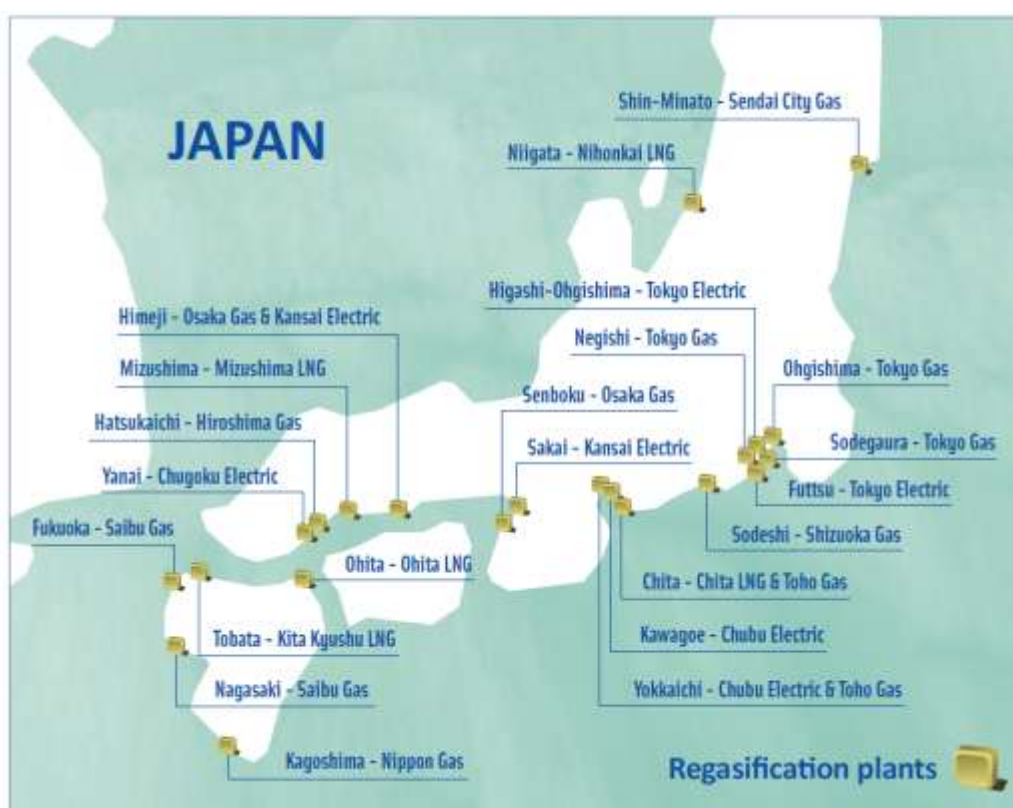 Shin-Minato - Sendai City Gas
JAPAN
Niigata - Nihonkai LNG
Higashi-Ohgishima - Tokyo Electric
Himeji - Osaka Gas & Kansai Electric
Negishi - Tokyo Gas
Mizushima - Mizushima LNG
Ohgishima - Tokyo Gas
Senboku - Osaka Gas
Hatsukaichi - Hiroshima Gas
Sakai - Kansai Electric
Sodegaura - Tokyo Gas
Yanai - Chugoku Electric
Futtsu - Tokyo Electric
Fukuoka - Saibu Gas
Sodeshi - Shizuoka Gas
Ohita - Ohita LNG
Chita - Chita LNG & Toho Gas
Tobata - Kita Kyushu LNG
Kawagoe - Chubu Electric
Nagasaki - Saibu Gas
Yokkaichi - Chubu Electric & Toho Gas
Kagoshima - Nippon Gas
Regasification plants